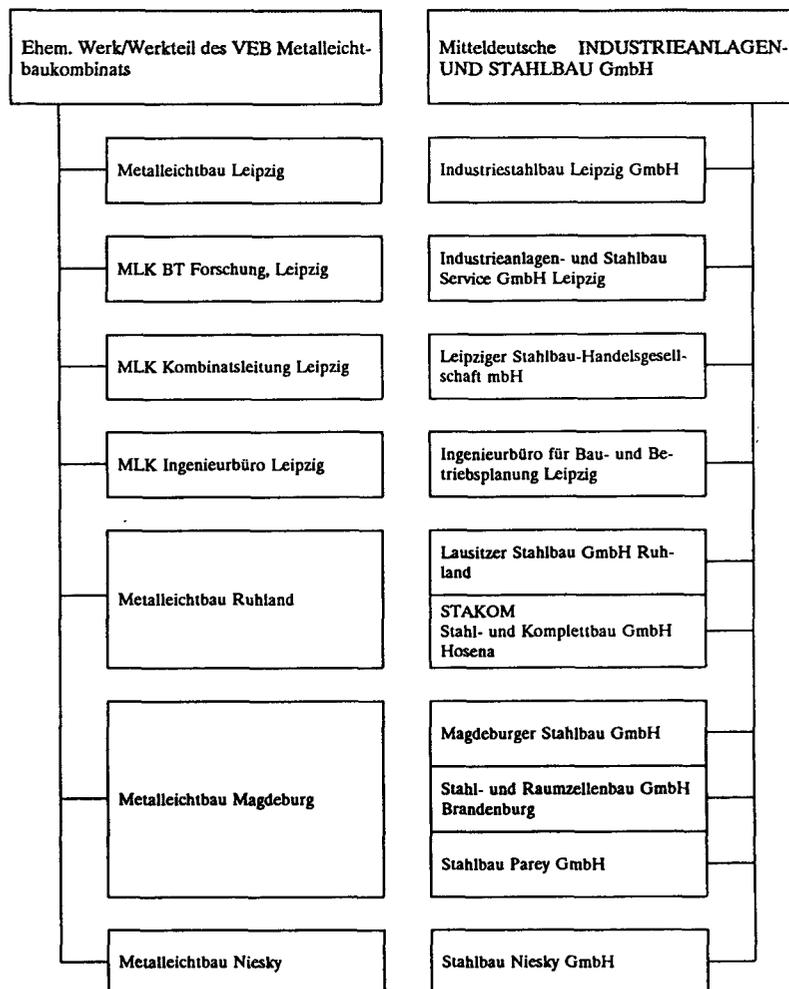 Ehem. Werk/Werkteil des VEB Metalleicht-
baukombinats
Mitteldeutsche INDUSTRIEANLAGEN-
UND STAHLBAU GmbH
Metalleichtbau Leipzig
Industriestahlbau Leipzig GmbH
MLK BT Forschung, Leipzig
Industrieanlagen- und Stahlbau
Service GmbH Leipzig
MLK Kombinatsleitung Leipzig
Leipziger Stahlbau-Handelsgesell-
schaft mbH
MLK Ingenieurbüro Leipzig
Ingenieurbüro für Bau- und Be-
triebsplanung Leipzig
Metalleichtbau Ruhland
Lausitzer Stahlbau GmbH Ruh-
land
STAKOM
Stahl- und Komplettbau GmbH
Hosena
Metalleichtbau Magdeburg
Magdeburger Stahlbau GmbH
Stahl- und Raumzellenbau GmbH
Brandenburg
Stahlbau Parey GmbH
Metalleichtbau Niesky
Stahlbau Niesky GmbH